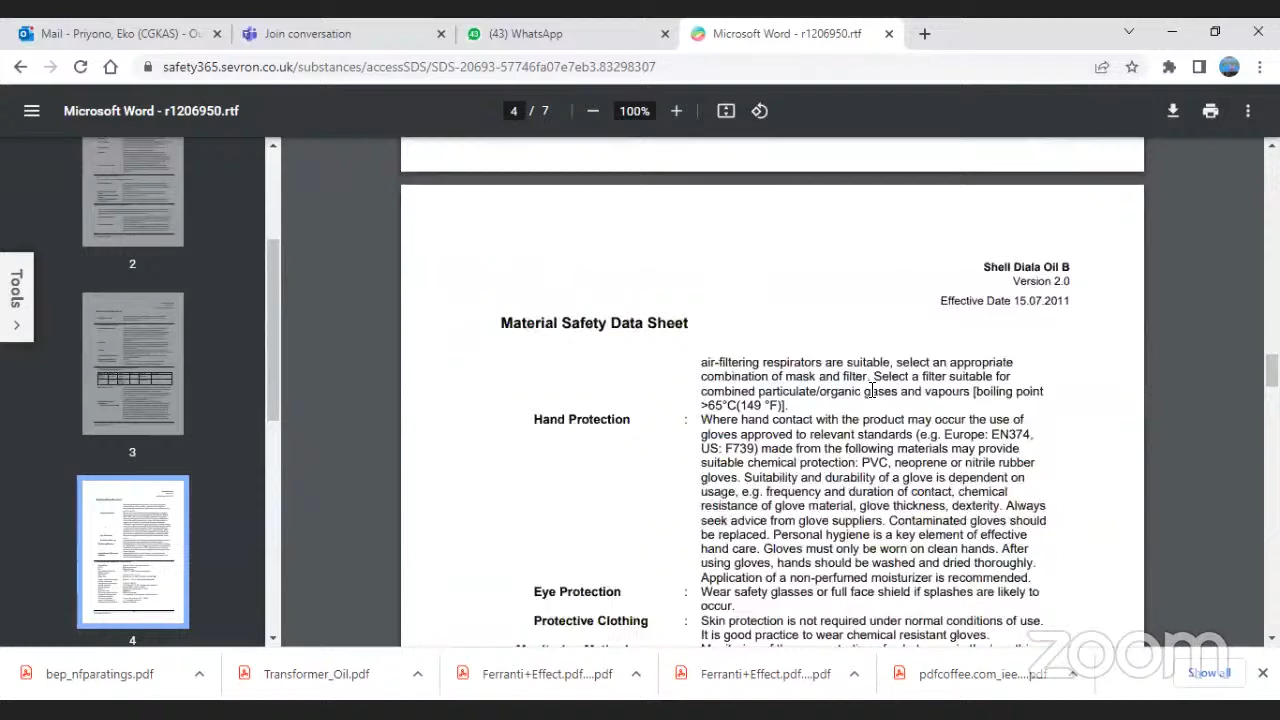 Mail - Priyono, Eko (CGKAS) - Ou
Join conversation
(43) WhatsApp
Microsoft Word - r1206950.rtf
safety365.sevron.co.uk/substances/accessSDS/SDS-20693-57746fa07e7eb3.83298307
Microsoft Word - r1206950.rtf
4 / 7
100%
2
3
4
Tools
Shell Diala Oil B
Version 2.0
Effective Date 15.07.2011
Material Safety Data Sheet
air-filtering respirators are suitable, select an appropriate
combination of mask and filter. Select a filter suitable for
combined particulate/organic gases and vapours [boiling point
>65°C(149 °F)].
Hand Protection : Where hand contact with the product may occur the use of
gloves approved to relevant standards (e.g. Europe: EN374,
US: F739) made from the following materials may provide
suitable chemical protection: PVC, neoprene or nitrile rubber
gloves. Suitability and durability of a glove is dependent on
usage, e.g. frequency and duration of contact, chemical
resistance of glove material, glove thickness, dexterity. Always
seek advice from glove suppliers. Contaminated gloves should
be replaced. Personal hygiene is a key element of effective
hand care. Gloves must only be worn on clean hands. After
using gloves, hands should be washed and dried thoroughly.
Application of a non-perfumed moisturizer is recommended.
Eye Protection : Wear safety glasses or full face shield if splashes are likely to
occur.
Protective Clothing : Skin protection is not required under normal conditions of use.
It is good practice to wear chemical resistant gloves.
zoom
bep_nfparatings.pdf
Transformer_Oil.pdf
Ferranti+Effect.pdf....pdf
Ferranti+Effect.pdf....pdf
pdfcoffee.com_iee....pdf
Show all